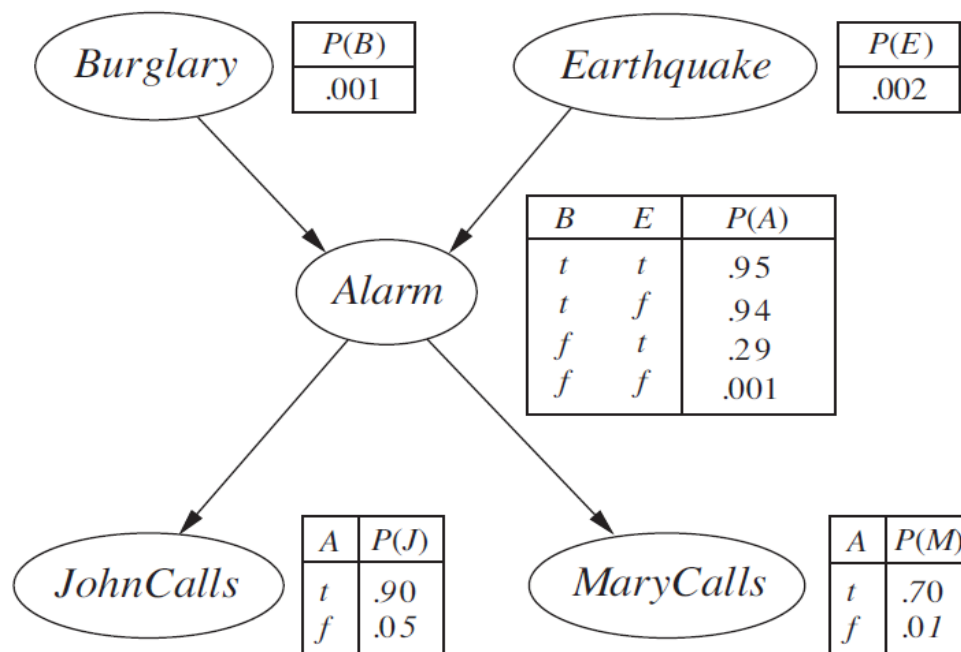 Burglary
P(B)
.001
Earthquake
P(E)
.002
B E P(A)
t t .95
t f .94
f t .29
f f .001
Alarm
JohnCalls
A P(J)
t .90
f .05
MaryCalls
A P(M)
t .70
f .01